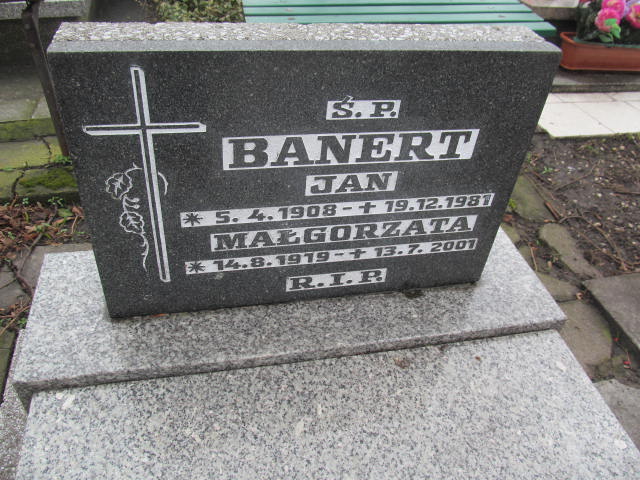 Ś.P.
BANERT
JAN
* 5.4.1908 - + 19.12.1981
MAŁGORZATA
* 14.8.1919 - + 13.7.2001
R.I.P.